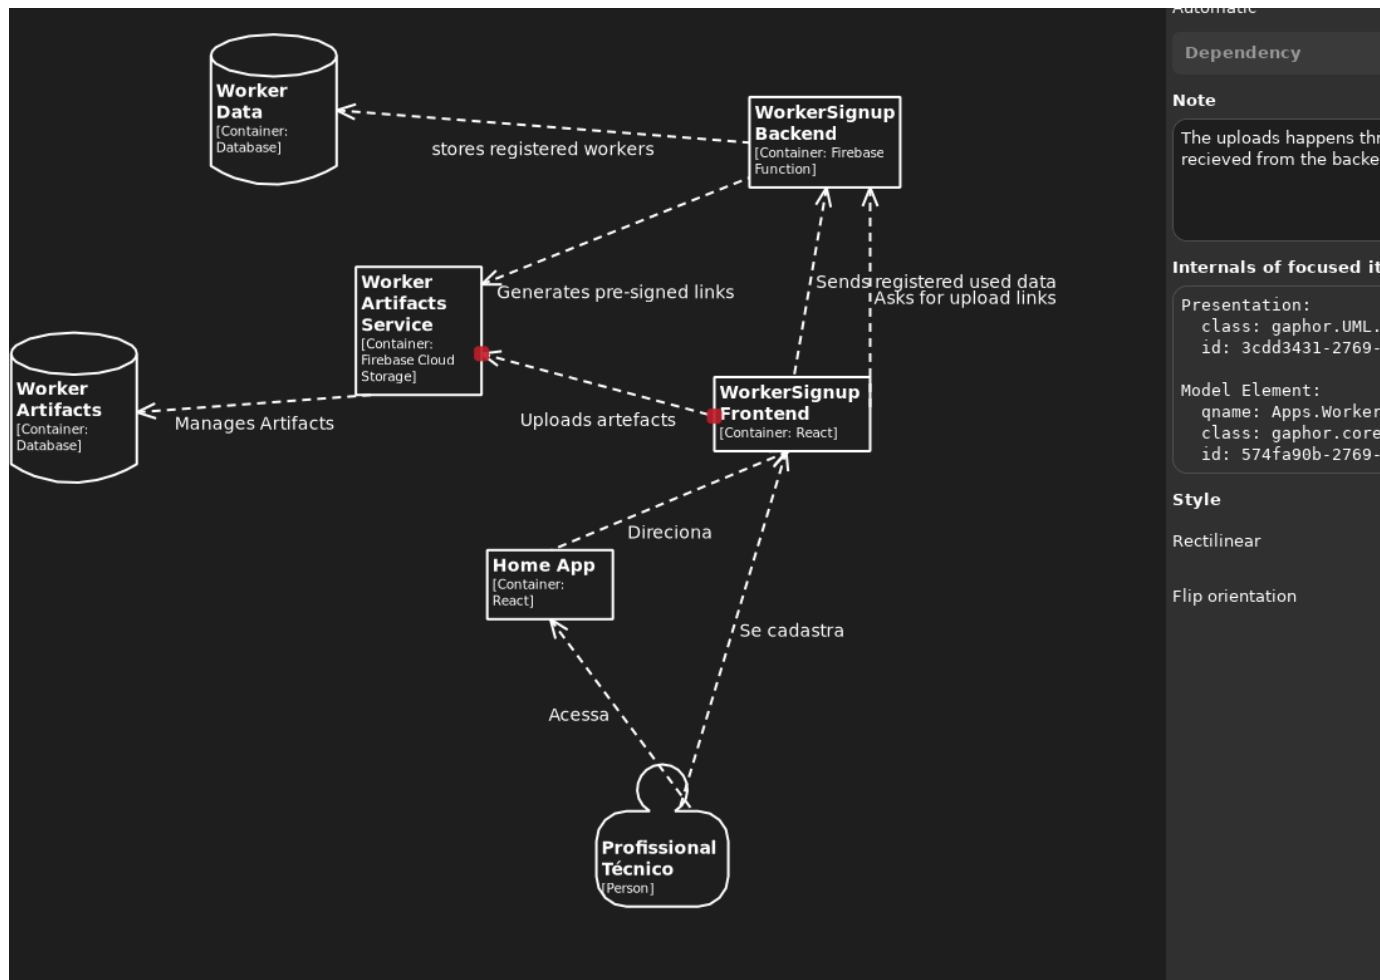 Worker
Data
[Container:
Database]
stores registered workers
WorkerSignup
Backend
[Container: Firebase
Function]
Worker
Artifacts
Service
[Container:
Firebase Cloud
Storage]
Generates pre-signed links
Sends registered used data
Asks for upload links
Worker
Artifacts
[Container:
Database]
Manages Artifacts
Uploads artefacts
WorkerSignup
Frontend
[Container: React]
Direciona
Home App
[Container:
React]
Se cadastra
Acessa
Profissional
Técnico
[Person]
Automatic
Dependency
Note
The uploads happens thr
recieved from the backe
Internals of focused it
Presentation:
class: gaphor.UML.
id: 3cdd3431-2769-
Model Element:
qname: Apps.Worker
class: gaphor.core
id: 574fa90b-2769-
Style
Rectilinear
Flip orientation